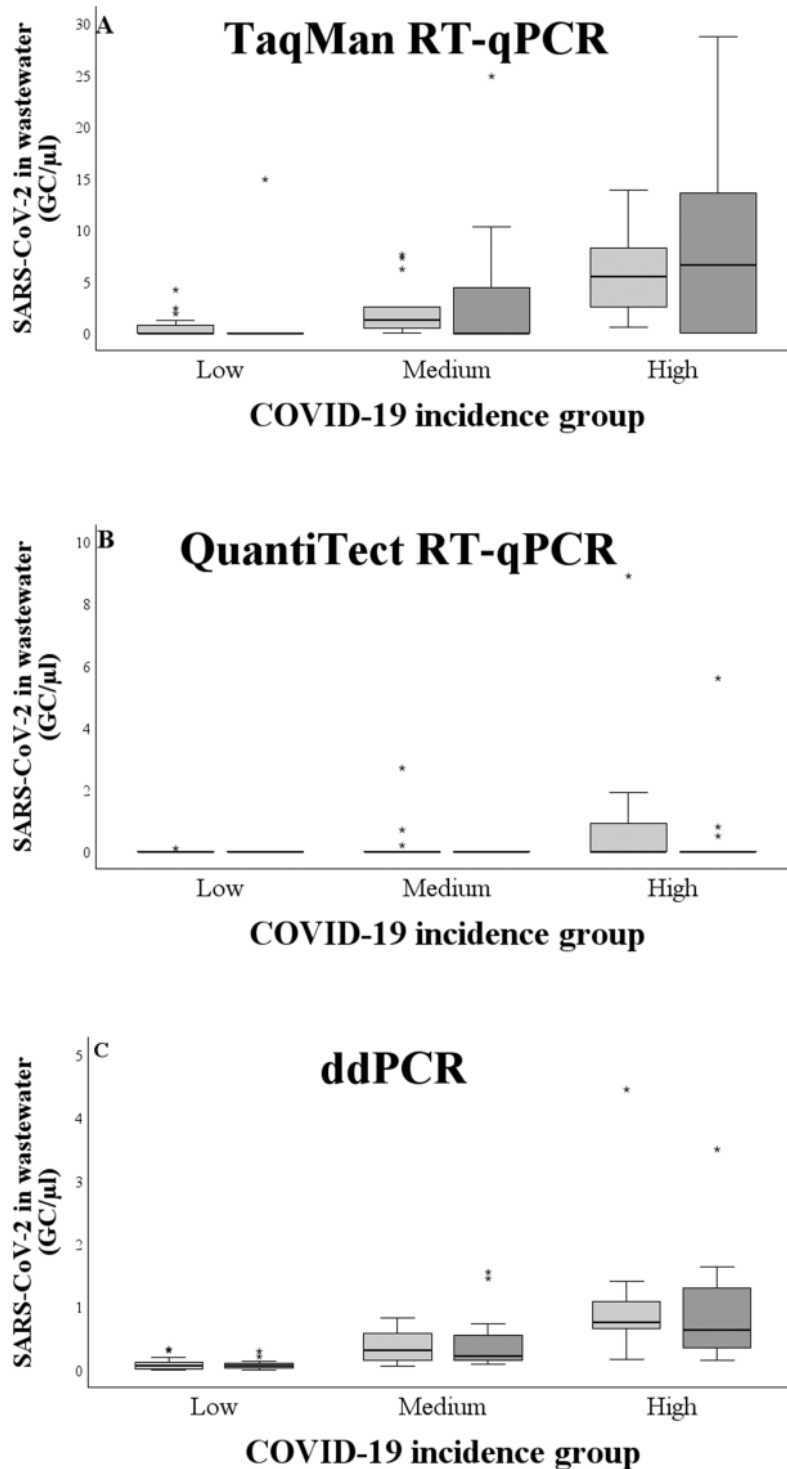 A
TaqMan RT-qPCR
SARS-CoV-2 in wastewater
(GC/µl)
30
25
20
15
10
5
0
Low Medium High
COVID-19 incidence group
B
QuantiTect RT-qPCR
SARS-CoV-2 in wastewater
(GC/µl)
10
8
6
4
2
0
Low Medium High
COVID-19 incidence group
C
ddPCR
SARS-CoV-2 in wastewater
(GC/µl)
5
4
3
2
1
0
Low Medium High
COVID-19 incidence group